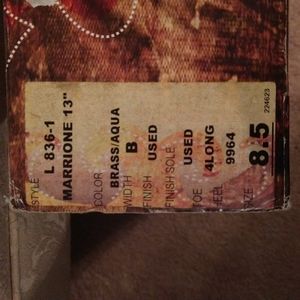 STYLE
L 836-1
MARRIONE 13"
COLOR
BRASS/AQUA
WIDTH
B
FINISH
USED
FINISH SOLE
USED
TOE
4LONG
HEEL
9964
SIZE
8.5
224623